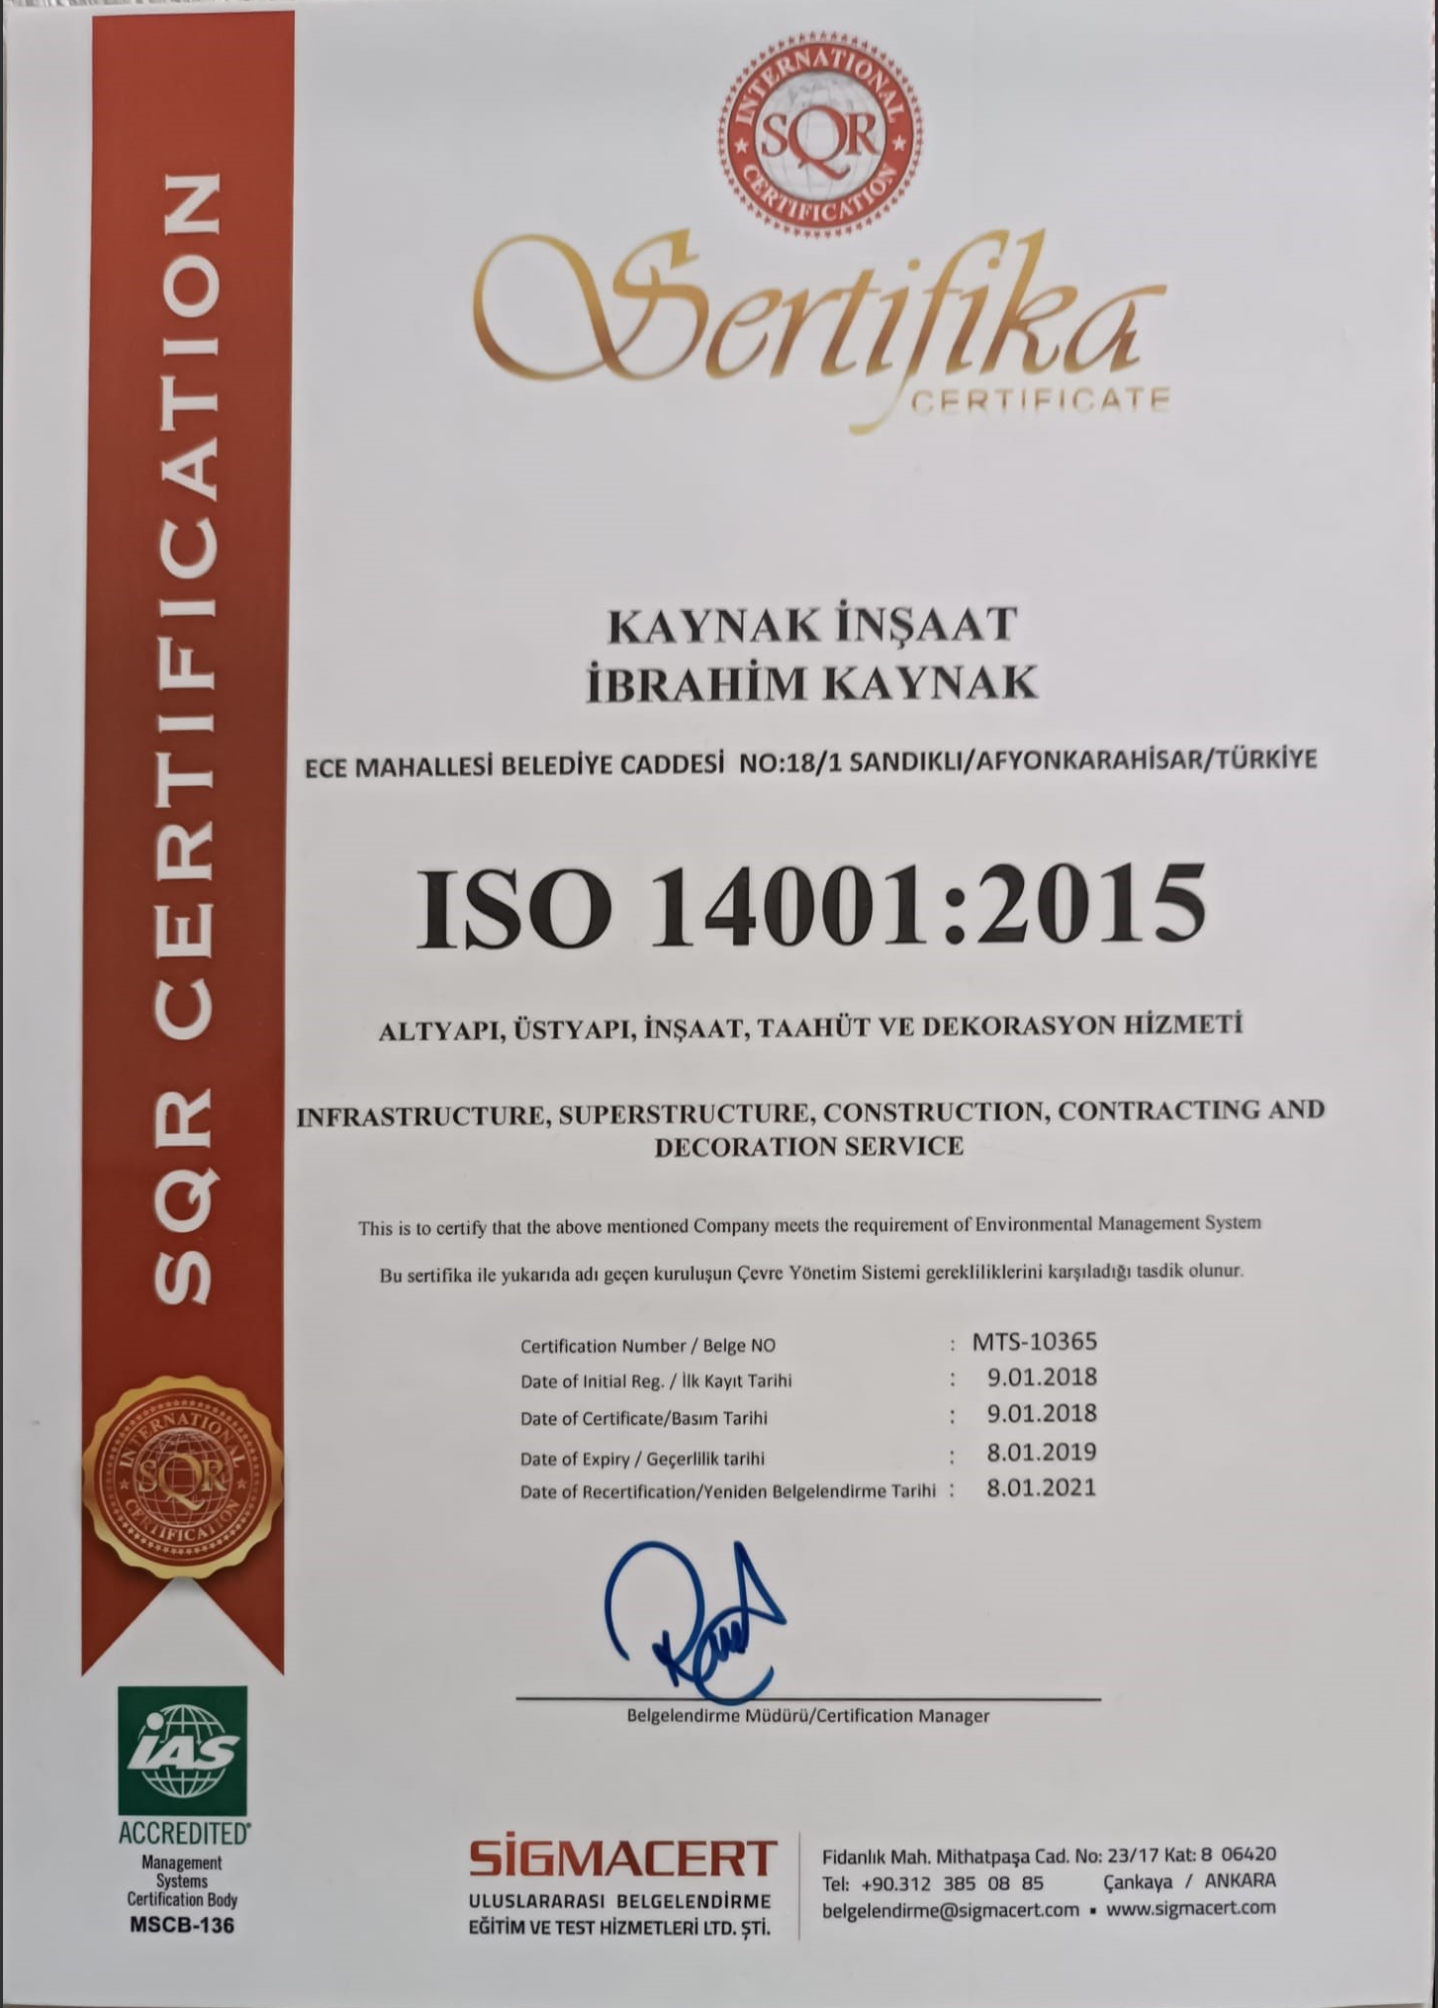 INTERNATIONAL
SQR
CERTIFICATION
Sertifika
CERTIFICATE
SQR CERTIFICATION
KAYNAK İNŞAAT
İBRAHİM KAYNAK
ECE MAHALLESİ BELEDİYE CADDESİ NO:18/1 SANDIKLI/AFYONKARAHİSAR/TÜRKİYE
ISO 14001:2015
ALTYAPI, ÜSTYAPI, İNŞAAT, TAAHÜT VE DEKORASYON HİZMETİ
INFRASTRUCTURE, SUPERSTRUCTURE, CONSTRUCTION, CONTRACTING AND
DECORATION SERVICE
This is to certify that the above mentioned Company meets the requirement of Environmental Management System
Bu sertifika ile yukarıda adı geçen kuruluşun Çevre Yönetim Sistemi gerekliliklerini karşıladığı tasdik olunur.
Certification Number / Belge NO : MTS-10365
Date of Initial Reg. / İlk Kayıt Tarihi : 9.01.2018
Date of Certificate/Basım Tarihi : 9.01.2018
Date of Expiry / Geçerlilik tarihi : 8.01.2019
Date of Recertification/Yeniden Belgelendirme Tarihi : 8.01.2021
INTERNATIONAL
SQR
CERTIFICATION
Belgelendirme Müdürü/Certification Manager
IAS
ACCREDITED
Management
Systems
Certification Body
MSCB-136
SİGMACERT
ULUSLARARASI BELGELENDİRME
EĞİTİM VE TEST HİZMETLERİ LTD. ŞTİ.
Fidanlık Mah. Mithatpaşa Cad. No: 23/17 Kat: 8 06420
Tel: +90.312 385 08 85 Çankaya / ANKARA
belgelendirme@sigmacert.com ▪ www.sigmacert.com